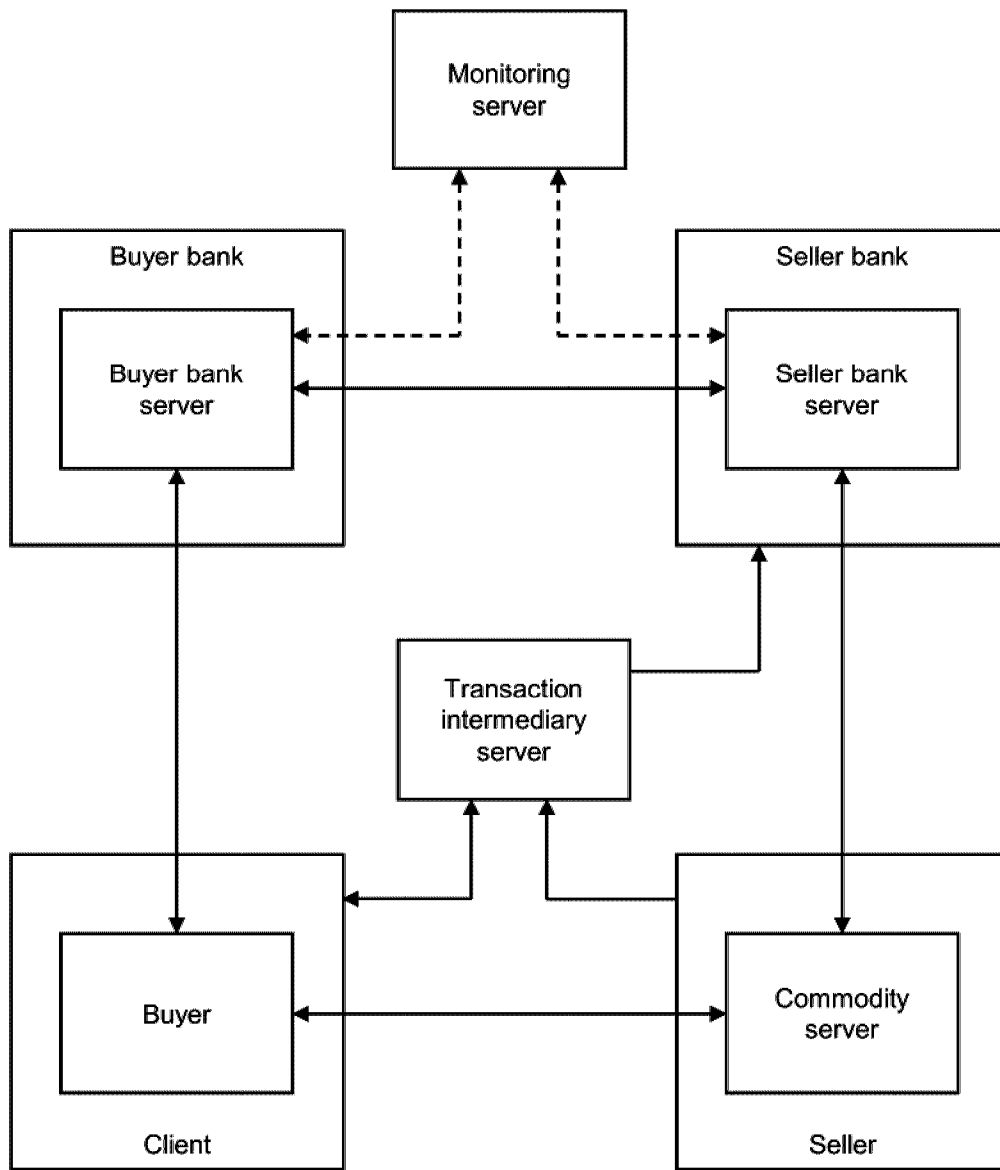 Monitoring
server
Buyer bank
Seller bank
Buyer bank
server
Seller bank
server
Transaction
intermediary
server
Buyer
Commodity
server
Client
Seller